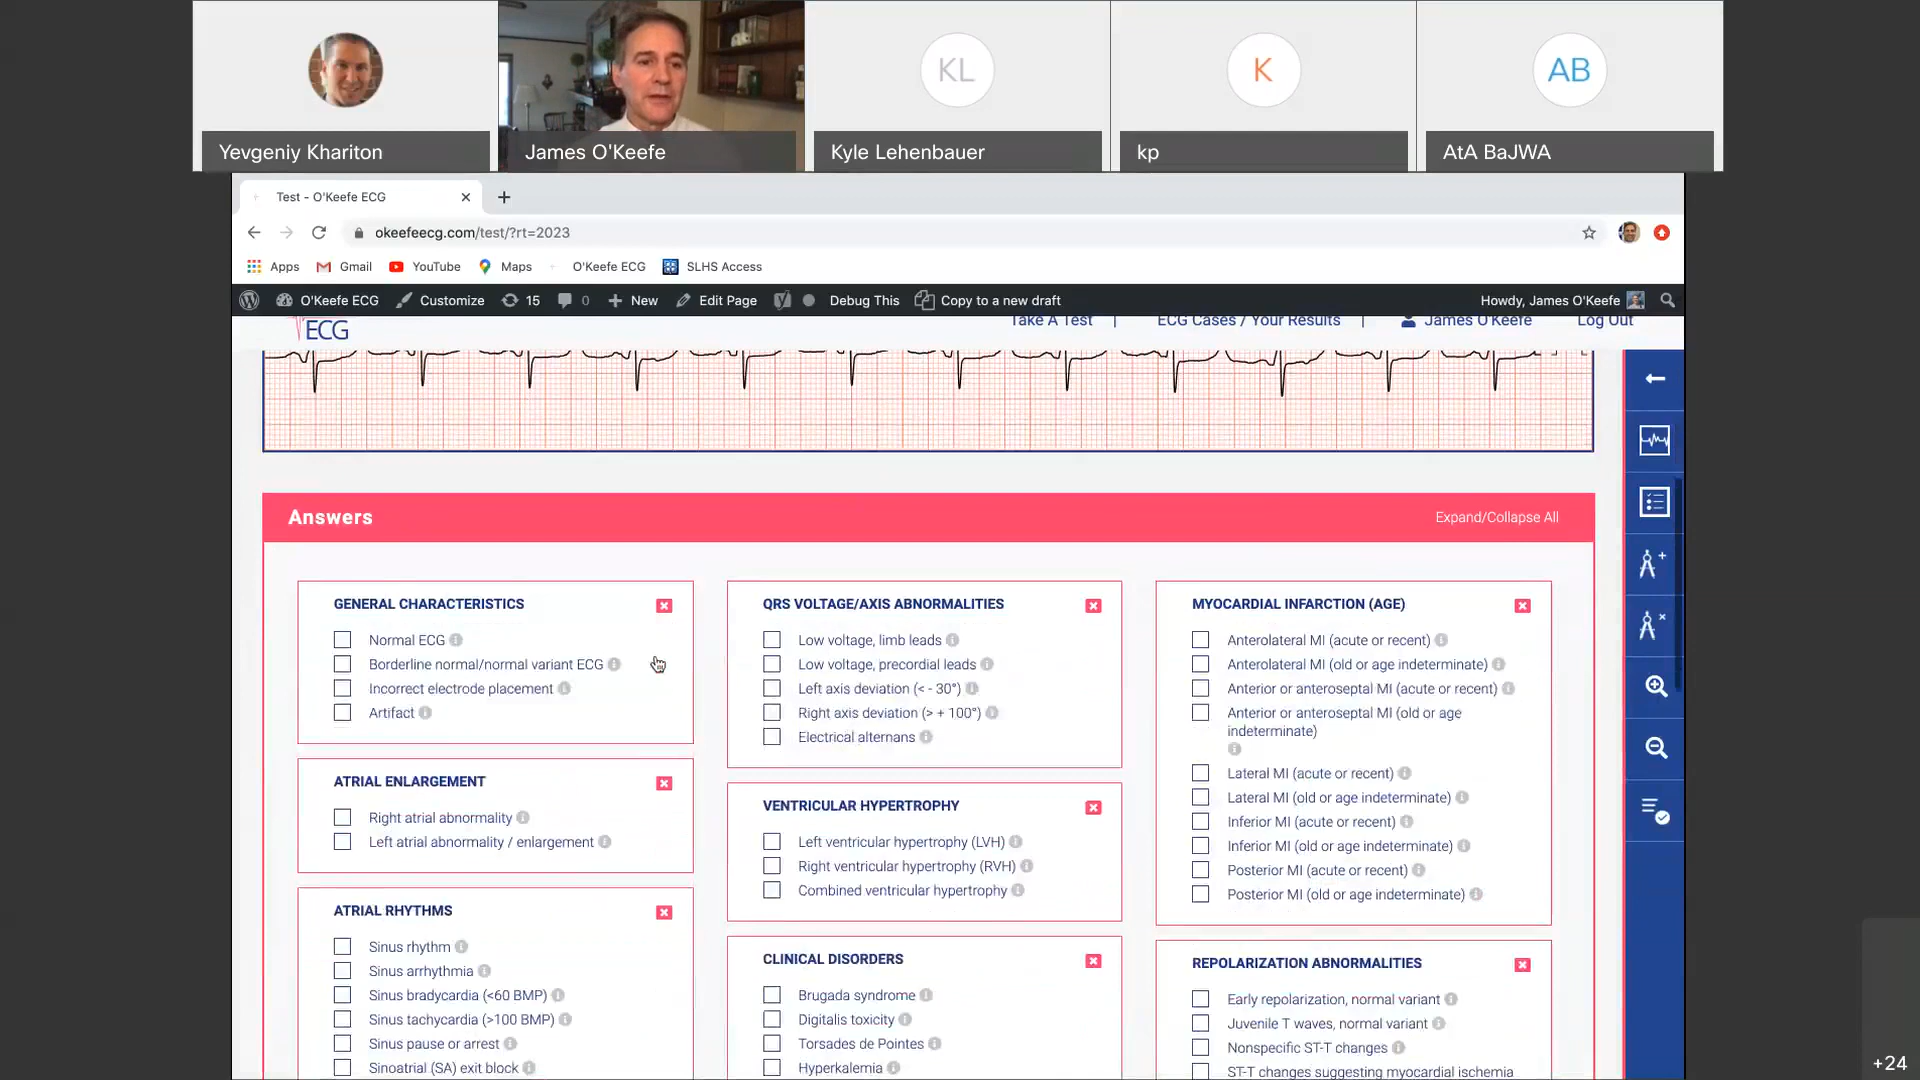 KL
K
AB
Yevgeniy Khariton
James O'Keefe
Kyle Lehenbauer
kp
AtA BaJWA
Test - O'Keefe ECG
okeefeecg.com/test/?rt=2023
Apps
Gmail
YouTube
Maps
O'Keefe ECG
SLHS Access
O'Keefe ECG
Customize
15
0
New
Edit Page
Debug This
Copy to a new draft
Howdy, James O'Keefe
ECG
Take A Test
ECG Cases / Your Results
James O'Keefe
Log Out
Answers
Expand/Collapse All
GENERAL CHARACTERISTICS
Normal ECG
Borderline normal/normal variant ECG
Incorrect electrode placement
Artifact
ATRIAL ENLARGEMENT
Right atrial abnormality
Left atrial abnormality / enlargement
ATRIAL RHYTHMS
Sinus rhythm
Sinus arrhythmia
Sinus bradycardia (<60 BMP)
Sinus tachycardia (>100 BMP)
Sinus pause or arrest
Sinoatrial (SA) exit block
QRS VOLTAGE/AXIS ABNORMALITIES
Low voltage, limb leads
Low voltage, precordial leads
Left axis deviation (< - 30°)
Right axis deviation (> + 100°)
Electrical alternans
VENTRICULAR HYPERTROPHY
Left ventricular hypertrophy (LVH)
Right ventricular hypertrophy (RVH)
Combined ventricular hypertrophy
CLINICAL DISORDERS
Brugada syndrome
Digitalis toxicity
Torsades de Pointes
Hyperkalemia
MYOCARDIAL INFARCTION (AGE)
Anterolateral MI (acute or recent)
Anterolateral MI (old or age indeterminate)
Anterior or anteroseptal MI (acute or recent)
Anterior or anteroseptal MI (old or age
indeterminate)
Lateral MI (acute or recent)
Lateral MI (old or age indeterminate)
Inferior MI (acute or recent)
Inferior MI (old or age indeterminate)
Posterior MI (acute or recent)
Posterior MI (old or age indeterminate)
REPOLARIZATION ABNORMALITIES
Early repolarization, normal variant
Juvenile T waves, normal variant
Nonspecific ST-T changes
ST-T changes suggesting myocardial ischemia
+24